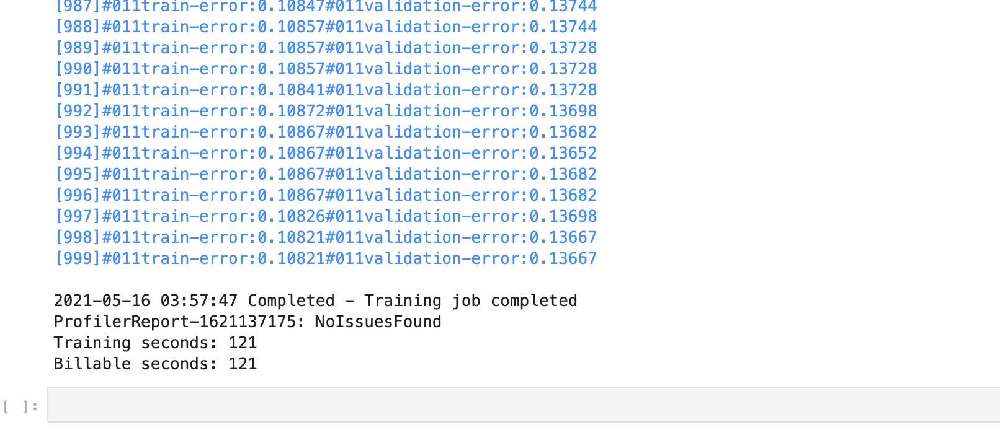 [987]#011train-error:0.10847#011validation-error:0.13744
[988]#011train-error:0.10857#011validation-error:0.13744
[989]#011train-error:0.10857#011validation-error:0.13728
[990]#011train-error:0.10857#011validation-error:0.13728
[991]#011train-error:0.10841#011validation-error:0.13728
[992]#011train-error:0.10872#011validation-error:0.13698
[993]#011train-error:0.10867#011validation-error:0.13682
[994]#011train-error:0.10867#011validation-error:0.13652
[995]#011train-error:0.10867#011validation-error:0.13682
[996]#011train-error:0.10867#011validation-error:0.13682
[997]#011train-error:0.10826#011validation-error:0.13698
[998]#011train-error:0.10821#011validation-error:0.13667
[999]#011train-error:0.10821#011validation-error:0.13667
2021-05-16 03:57:47 Completed - Training job completed
ProfilerReport-1621137175: NoIssuesFound
Training seconds: 121
Billable seconds: 121
[ ]: